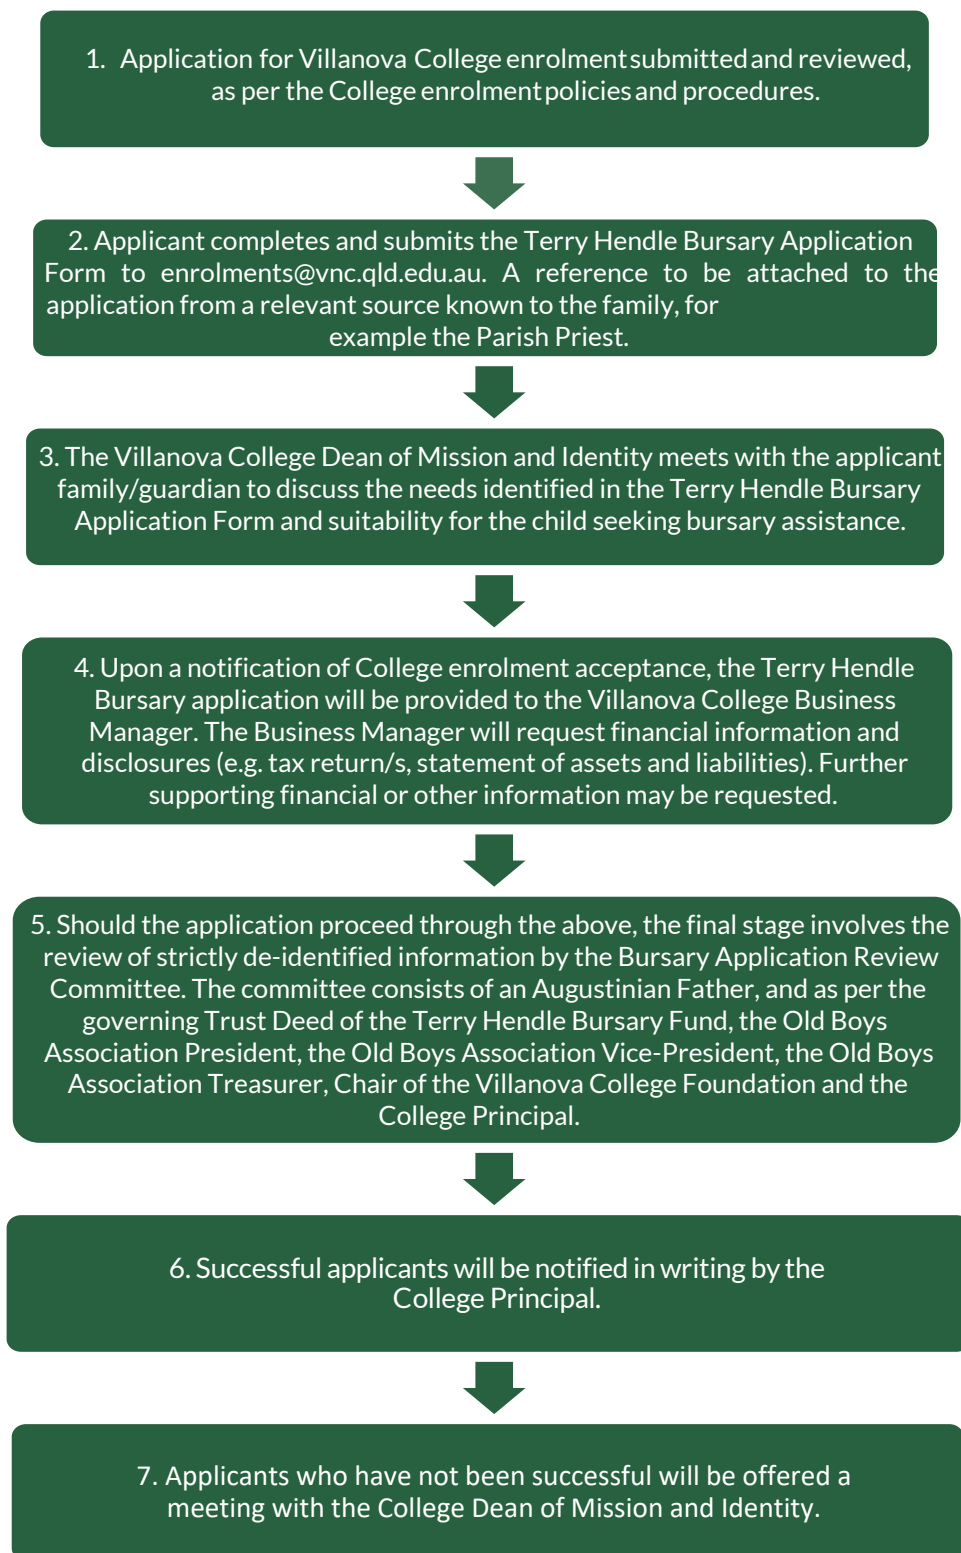 1. Application for Villanova College enrolment submitted and reviewed,
as per the College enrolment policies and procedures.
2. Applicant completes and submits the Terry Hendle Bursary Application
Form to enrolments@vnc.qld.edu.au. A reference to be attached to the
application from a relevant source known to the family, for
example the Parish Priest.
3. The Villanova College Dean of Mission and Identity meets with the applicant
family/guardian to discuss the needs identified in the Terry Hendle Bursary
Application Form and suitability for the child seeking bursary assistance.
4. Upon a notification of College enrolment acceptance, the Terry Hendle
Bursary application will be provided to the Villanova College Business
Manager. The Business Manager will request financial information and
disclosures (e.g. tax return/s, statement of assets and liabilities). Further
supporting financial or other information may be requested.
5. Should the application proceed through the above, the final stage involves the
review of strictly de-identified information by the Bursary Application Review
Committee. The committee consists of an Augustinian Father, and as per the
governing Trust Deed of the Terry Hendle Bursary Fund, the Old Boys
Association President, the Old Boys Association Vice-President, the Old Boys
Association Treasurer, Chair of the Villanova College Foundation and the
College Principal.
6. Successful applicants will be notified in writing by the
College Principal.
7. Applicants who have not been successful will be offered a
meeting with the College Dean of Mission and Identity.